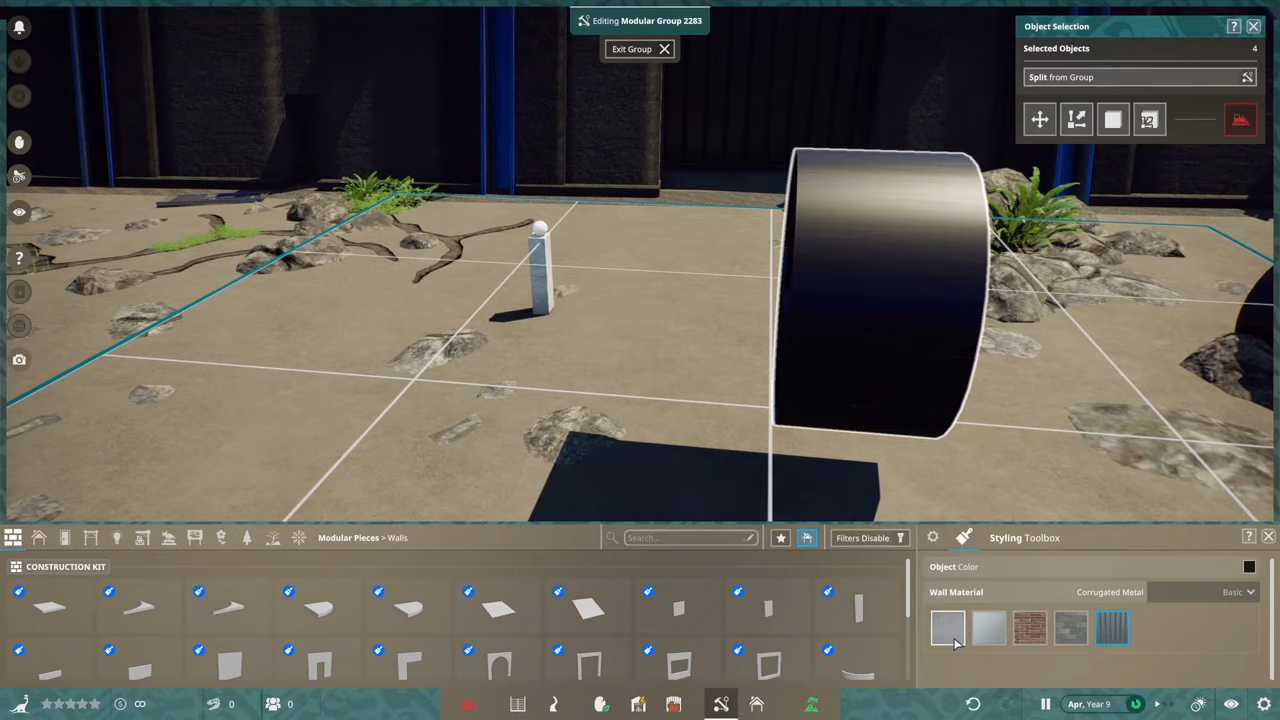 Editing Modular Group 2283
Exit Group
Object Selection
?
Selected Objects 4
Split from Group
12
?
Modular Pieces > Walls
Search...
Filters Disable
Styling Toolbox
?
CONSTRUCTION KIT
Object Color
Wall Material Corrugated Metal Basic
$ ∞
0
0
Apr, Year 9